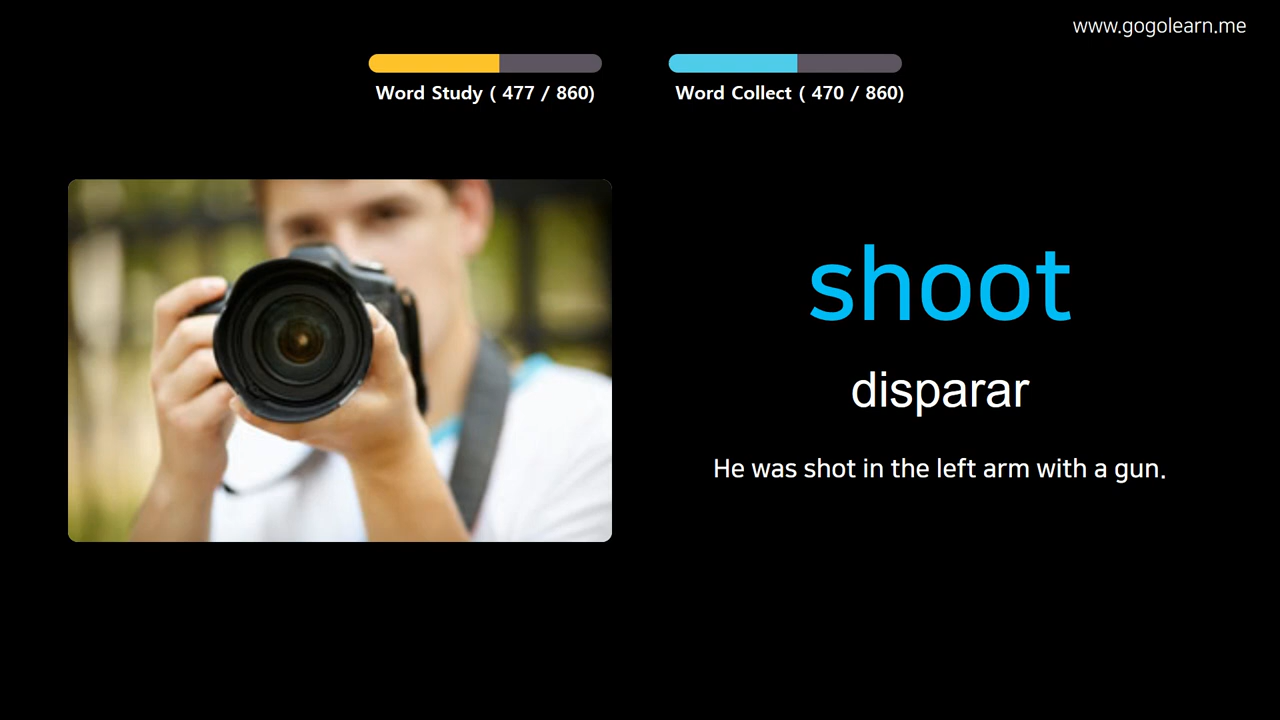 www.gogolearn.me
Word Study ( 477 / 860)
Word Collect ( 470 / 860)
shoot
disparar
He was shot in the left arm with a gun.